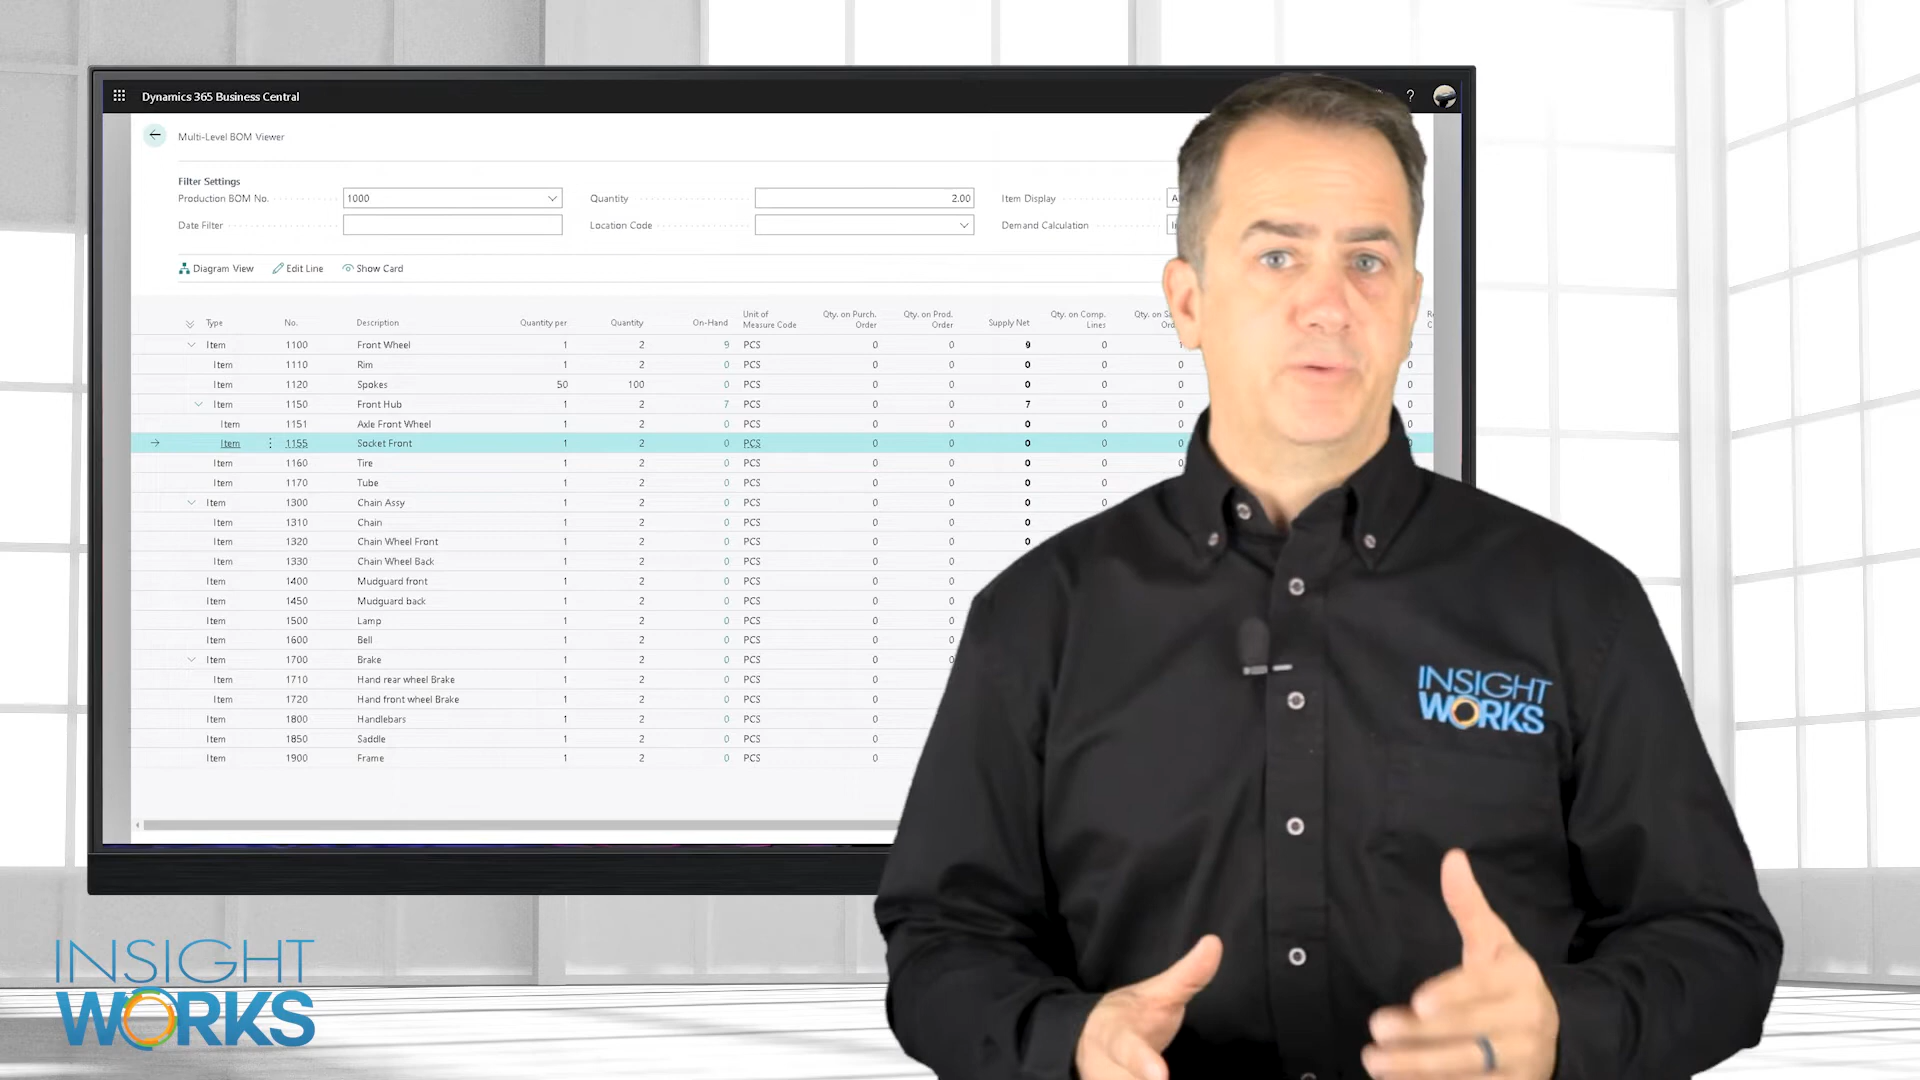 Dynamics 365 Business Central ?
Multi-Level BOM Viewer
Filter Settings
Production BOM No. 1000 Quantity 2.00 Item Display
Date Filter Location Code Demand Calculation
Diagram View Edit Line Show Card
Type No. Description Quantity per Quantity On-Hand Unit of Measure Code Qty. on Purch. Order Qty. on Prod. Order Supply Net Qty. on Comp. Lines Qty. on
Item 1100 Front Wheel 1 2 9 PCS 0 0 9 0 1 0
Item 1110 Rim 1 2 0 PCS 0 0 0 0 0 0
Item 1120 Spokes 50 100 0 PCS 0 0 0 0 0 0
Item 1150 Front Hub 1 2 7 PCS 0 0 7 0 0 0
Item 1151 Axle Front Wheel 1 2 0 PCS 0 0 0 0 0 0
Item 1155 Socket Front 1 2 0 PCS 0 0 0 0 0 0
Item 1160 Tire 1 2 0 PCS 0 0 0 0 0
Item 1170 Tube 1 2 0 PCS 0 0 0 0
Item 1300 Chain Assy 1 2 0 PCS 0 0 0 0
Item 1310 Chain 1 2 0 PCS 0 0 0
Item 1320 Chain Wheel Front 1 2 0 PCS 0 0 0
Item 1330 Chain Wheel Back 1 2 0 PCS 0 0
Item 1400 Mudguard front 1 2 0 PCS 0 0
Item 1450 Mudguard back 1 2 0 PCS 0 0
Item 1500 Lamp 1 2 0 PCS 0 0
Item 1600 Bell 1 2 0 PCS 0 0
Item 1700 Brake 1 2 0 PCS 0 0
Item 1710 Hand rear wheel Brake 1 2 0 PCS 0
Item 1720 Hand front wheel Brake 1 2 0 PCS 0
Item 1800 Handlebars 1 2 0 PCS 0
Item 1850 Saddle 1 2 0 PCS 0
Item 1900 Frame 1 2 0 PCS 0
INSIGHT
WORKS
INSIGHT
WORKS